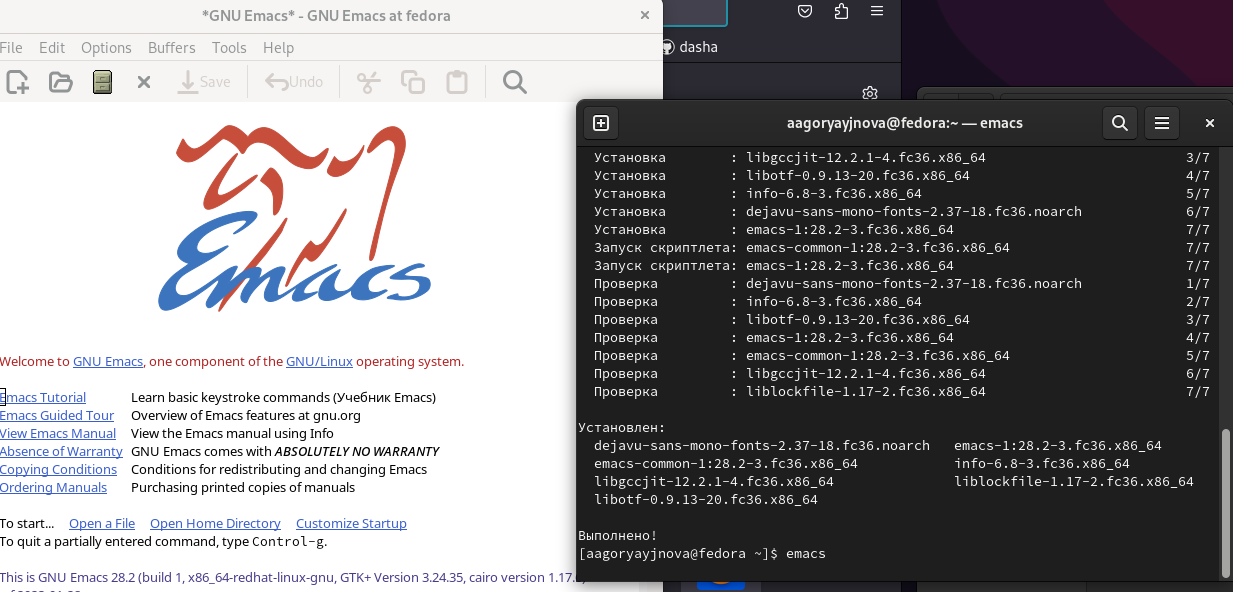 *GNU Emacs* - GNU Emacs at fedora
File Edit Options Buffers Tools Help
Save Undo
Emacs
Welcome to GNU Emacs, one component of the GNU/Linux operating system.
Emacs Tutorial Learn basic keystroke commands (Учебник Emacs)
Emacs Guided Tour Overview of Emacs features at gnu.org
View Emacs Manual View the Emacs manual using Info
Absence of Warranty GNU Emacs comes with ABSOLUTELY NO WARRANTY
Copying Conditions Conditions for redistributing and changing Emacs
Ordering Manuals Purchasing printed copies of manuals
To start... Open a File Open Home Directory Customize Startup
To quit a partially entered command, type Control-g.
This is GNU Emacs 28.2 (build 1, x86_64-redhat-linux-gnu, GTK+ Version 3.24.35, cairo version 1.17.
dasha
aagoryayjnova@fedora:~ — emacs
Установка : libgccjit-12.2.1-4.fc36.x86_64 3/7
Установка : libotf-0.9.13-20.fc36.x86_64 4/7
Установка : info-6.8-3.fc36.x86_64 5/7
Установка : dejavu-sans-mono-fonts-2.37-18.fc36.noarch 6/7
Установка : emacs-1:28.2-3.fc36.x86_64 7/7
Запуск скриптлета: emacs-common-1:28.2-3.fc36.x86_64 7/7
Запуск скриптлета: emacs-1:28.2-3.fc36.x86_64 7/7
Проверка : dejavu-sans-mono-fonts-2.37-18.fc36.noarch 1/7
Проверка : info-6.8-3.fc36.x86_64 2/7
Проверка : libotf-0.9.13-20.fc36.x86_64 3/7
Проверка : emacs-1:28.2-3.fc36.x86_64 4/7
Проверка : emacs-common-1:28.2-3.fc36.x86_64 5/7
Проверка : libgccjit-12.2.1-4.fc36.x86_64 6/7
Проверка : liblockfile-1.17-2.fc36.x86_64 7/7
Установлен:
dejavu-sans-mono-fonts-2.37-18.fc36.noarch emacs-1:28.2-3.fc36.x86_64
emacs-common-1:28.2-3.fc36.x86_64 info-6.8-3.fc36.x86_64
libgccjit-12.2.1-4.fc36.x86_64 liblockfile-1.17-2.fc36.x86_64
libotf-0.9.13-20.fc36.x86_64
Выполнено!
[aagoryayjnova@fedora ~]$ emacs